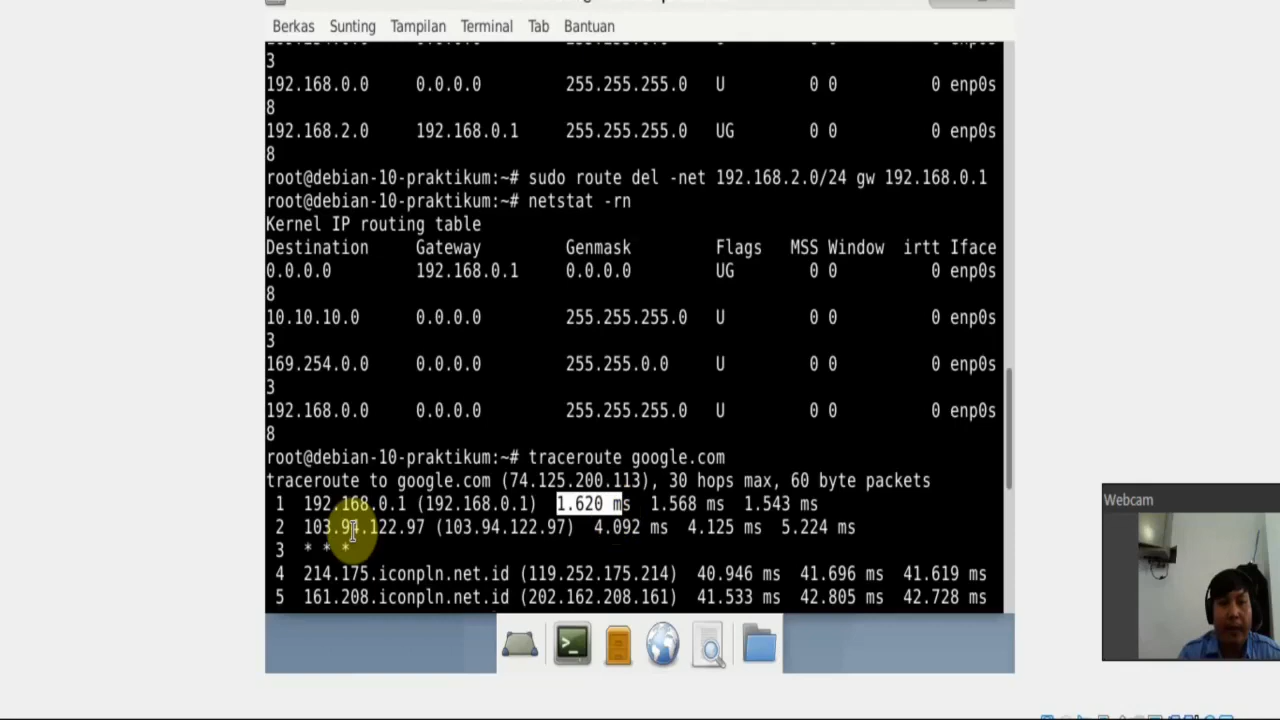 Berkas Sunting Tampilan Terminal Tab Bantuan
3
192.168.0.0 0.0.0.0 255.255.255.0 U 0 0 0 enp0s
8
192.168.2.0 192.168.0.1 255.255.255.0 UG 0 0 0 enp0s
8
root@debian-10-praktikum:~# sudo route del -net 192.168.2.0/24 gw 192.168.0.1
root@debian-10-praktikum:~# netstat -rn
Kernel IP routing table
Destination Gateway Genmask Flags MSS Window irtt Iface
0.0.0.0 192.168.0.1 0.0.0.0 UG 0 0 0 enp0s
8
10.10.10.0 0.0.0.0 255.255.255.0 U 0 0 0 enp0s
3
169.254.0.0 0.0.0.0 255.255.0.0 U 0 0 0 enp0s
3
192.168.0.0 0.0.0.0 255.255.255.0 U 0 0 0 enp0s
8
root@debian-10-praktikum:~# traceroute google.com
traceroute to google.com (74.125.200.113), 30 hops max, 60 byte packets
1 192.168.0.1 (192.168.0.1) 1.620 ms 1.568 ms 1.543 ms
2 103.94.122.97 (103.94.122.97) 4.092 ms 4.125 ms 5.224 ms
3 * * *
4 214.175.iconpln.net.id (119.252.175.214) 40.946 ms 41.696 ms 41.619 ms
5 161.208.iconpln.net.id (202.162.208.161) 41.533 ms 42.805 ms 42.728 ms
Webcam